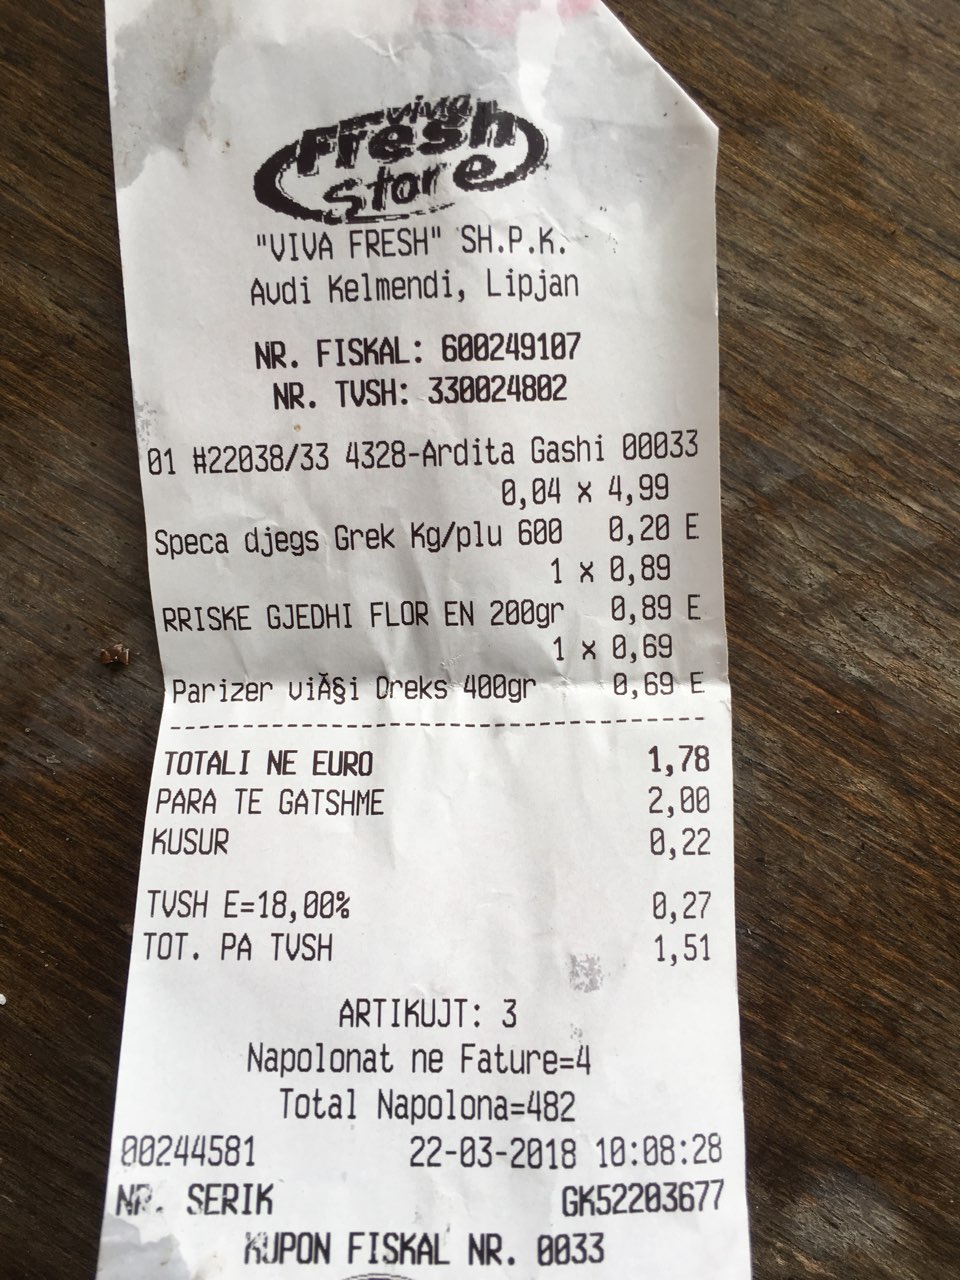 viva
Fresh
Store
"VIVA FRESH" SH.P.K.
Avdi Kelmendi, Lipjan
NR. FISKAL: 600249107
NR. TVSH: 330024802
01 #22038/33 4328-Ardita Gashi 00033
0,04 x 4,99
Speca djegs Grek Kg/plu 600 0,20 E
1 x 0,89
RRISKE GJEDHI FLOR EN 200gr 0,89 E
1 x 0,69
Parizer viÃ§i Dreks 400gr 0,69 E
--------------------------------------------
TOTALI NE EURO 1,78
PARA TE GATSHME 2,00
KUSUR 0,22
TVSH E=18,00% 0,27
TOT. PA TVSH 1,51
ARTIKUJT: 3
Napolonat ne Fature=4
Total Napolona=482
00244581 22-03-2018 10:08:28
NR. SERIK GK52203677
KUPON FISKAL NR. 0033